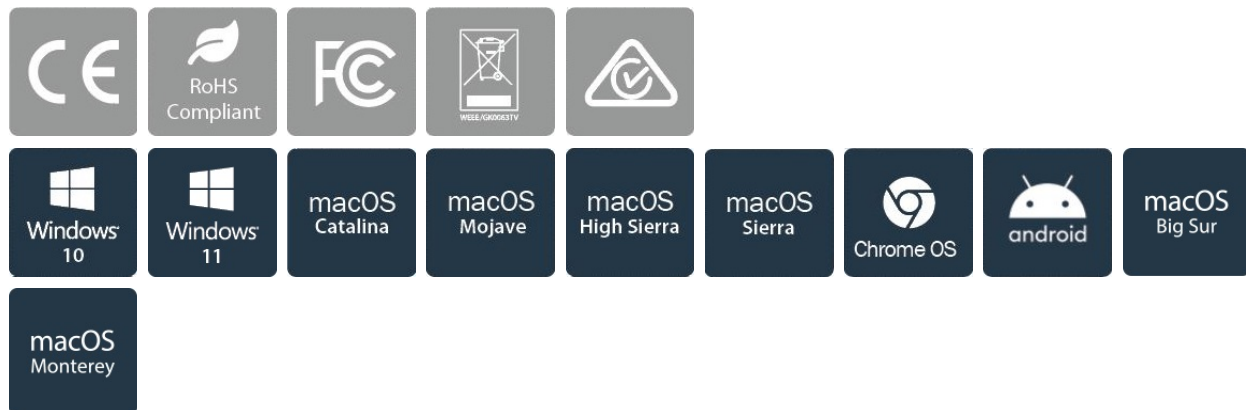 CE
RoHS
Compliant
FC
WEEE/GK0083TV
Windows
10
Windows
11
macOS
Catalina
macOS
Mojave
macOS
High Sierra
macOS
Sierra
Chrome OS
android
macOS
Big Sur
macOS
Monterey